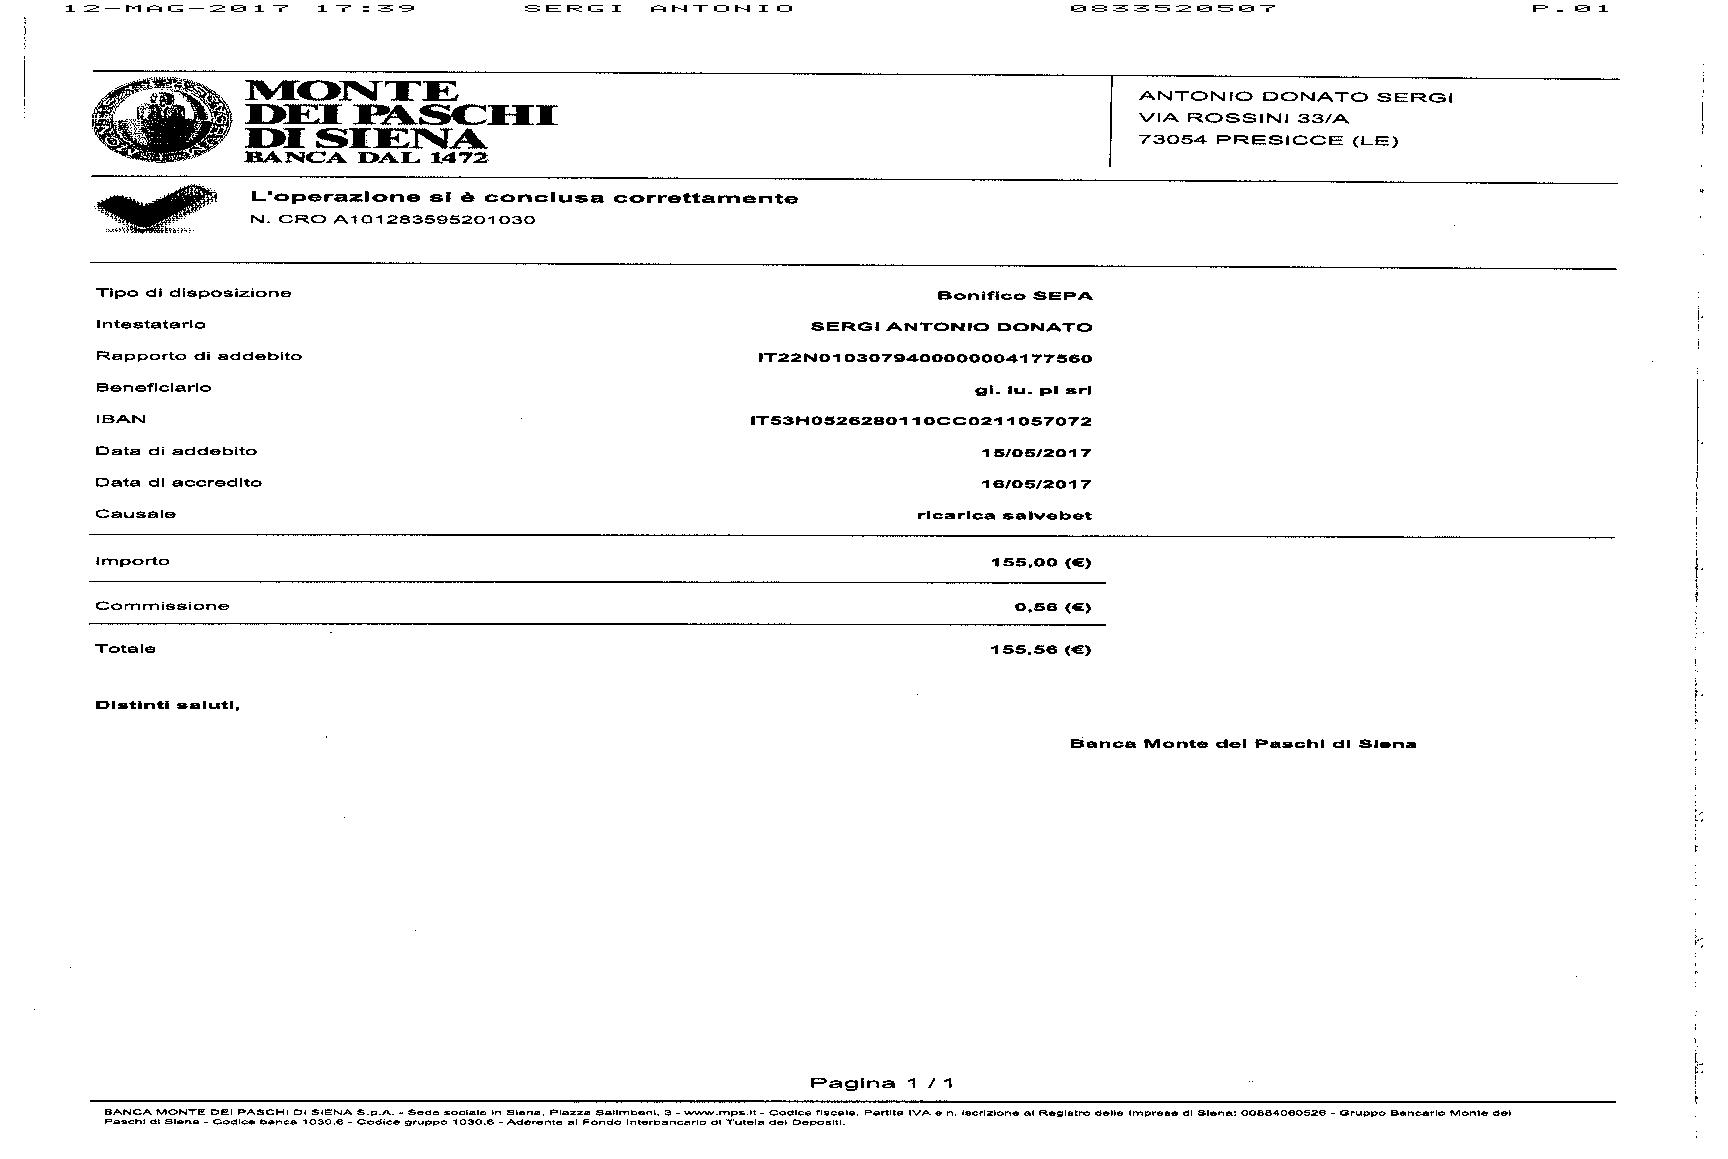 12-MAG-2017 17:39 SERGI ANTONIO 0833520507 P.01
MONTE
DEI PASCHI
DI SIENA
BANCA DAL 1472
ANTONIO DONATO SERGI
VIA ROSSINI 33/A
73054 PRESICCE (LE)
L'operazione si è conclusa correttamente
N. CRO A101283595201030
Tipo di disposizione Bonifico SEPA
Intestatario SERGI ANTONIO DONATO
Rapporto di addebito IT22N0103079400000004177560
Beneficiario gi. lu. pi srl
IBAN IT53H0526280110CC0211057072
Data di addebito 15/05/2017
Data di accredito 16/05/2017
Causale ricarica salvebet
Importo 155,00 (€)
Commissione 0,56 (€)
Totale 155,56 (€)
Distinti saluti,
Banca Monte dei Paschi di Siena
Pagina 1 / 1
BANCA MONTE DEI PASCHI DI SIENA S.p.A. - Sede sociale in Siena, Piazza Salimbeni, 3 - www.mps.it - Codice fiscale, Partita IVA e n. iscrizione al Registro delle Imprese di Siena: 00884060526 - Gruppo Bancario Monte dei
Paschi di Siena - Codice banca 1030.6 - Codice gruppo 1030.6 - Aderente al Fondo Interbancario di Tutela dei Depositi.